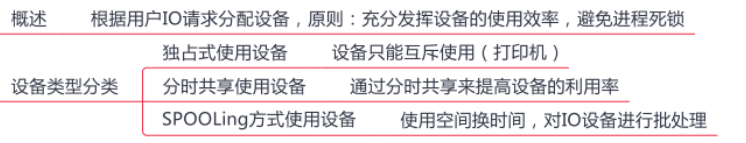 概述 根据用户IO请求分配设备，原则：充分发挥设备的使用效率，避免进程死锁
独占式使用设备 设备只能互斥使用（打印机）
设备类型分类 分时共享使用设备 通过分时共享来提高设备的利用率
SPOOLing方式使用设备 使用空间换时间，对IO设备进行批处理